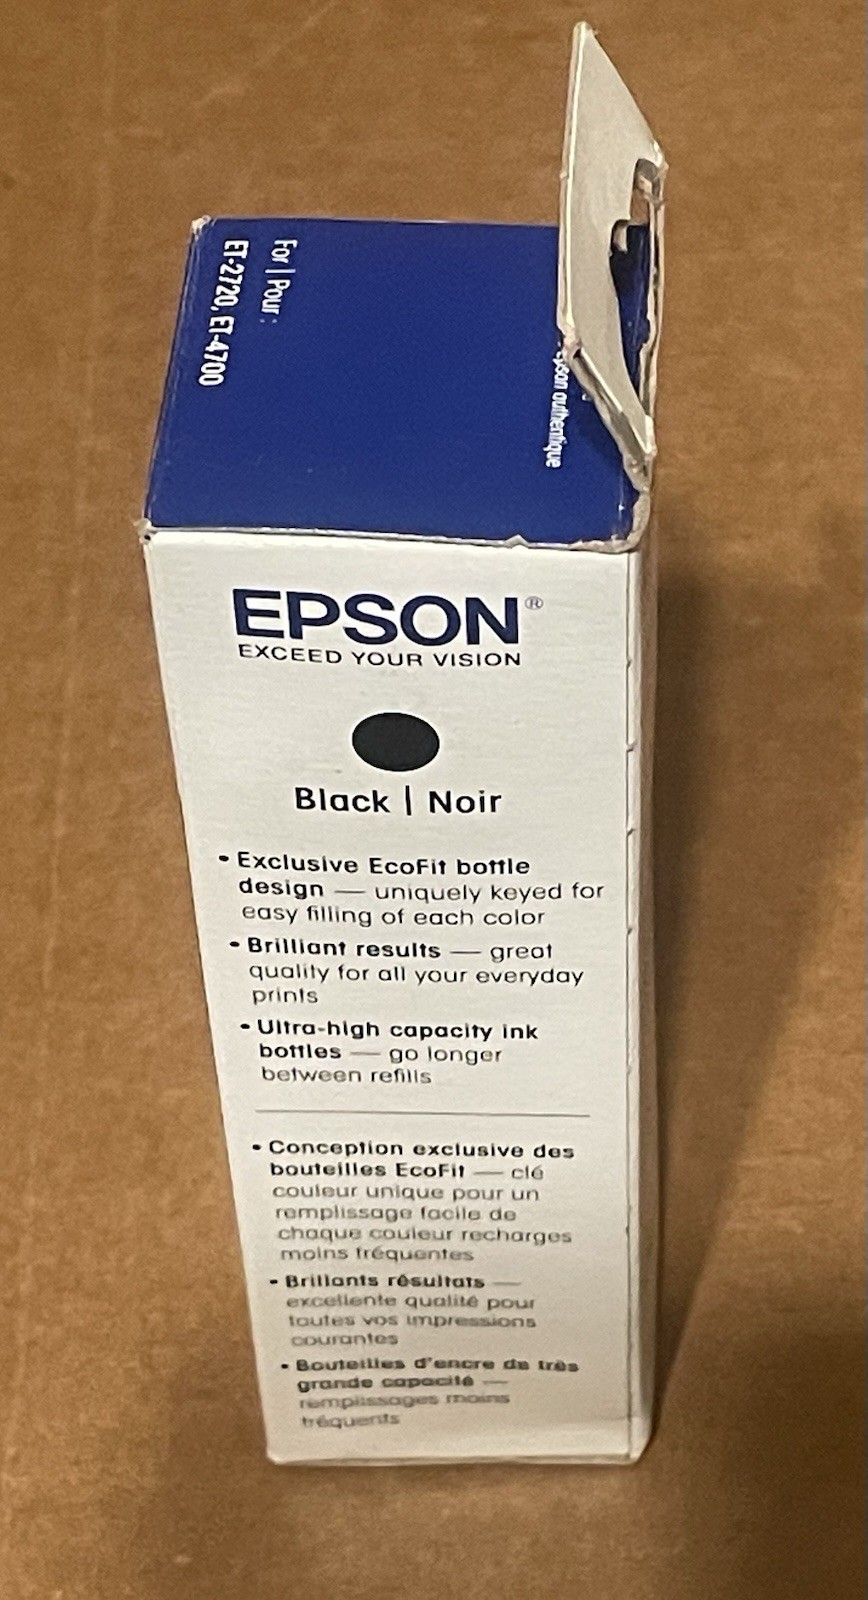 For | Pour :
ET-2720, ET-4700
Epson authentique
EPSON®
EXCEED YOUR VISION
Black | Noir
• Exclusive EcoFit bottle
design — uniquely keyed for
easy filling of each color
• Brilliant results — great
quality for all your everyday
prints
• Ultra-high capacity ink
bottles — go longer
between refills
• Conception exclusive des
bouteilles EcoFit — clé
couleur unique pour un
remplissage facile de
chaque couleur recharges
moins fréquentes
• Brillants résultats —
excellente qualité pour
toutes vos impressions
courantes
• Bouteilles d'encre de très
grande capacité —
remplissages moins
fréquents